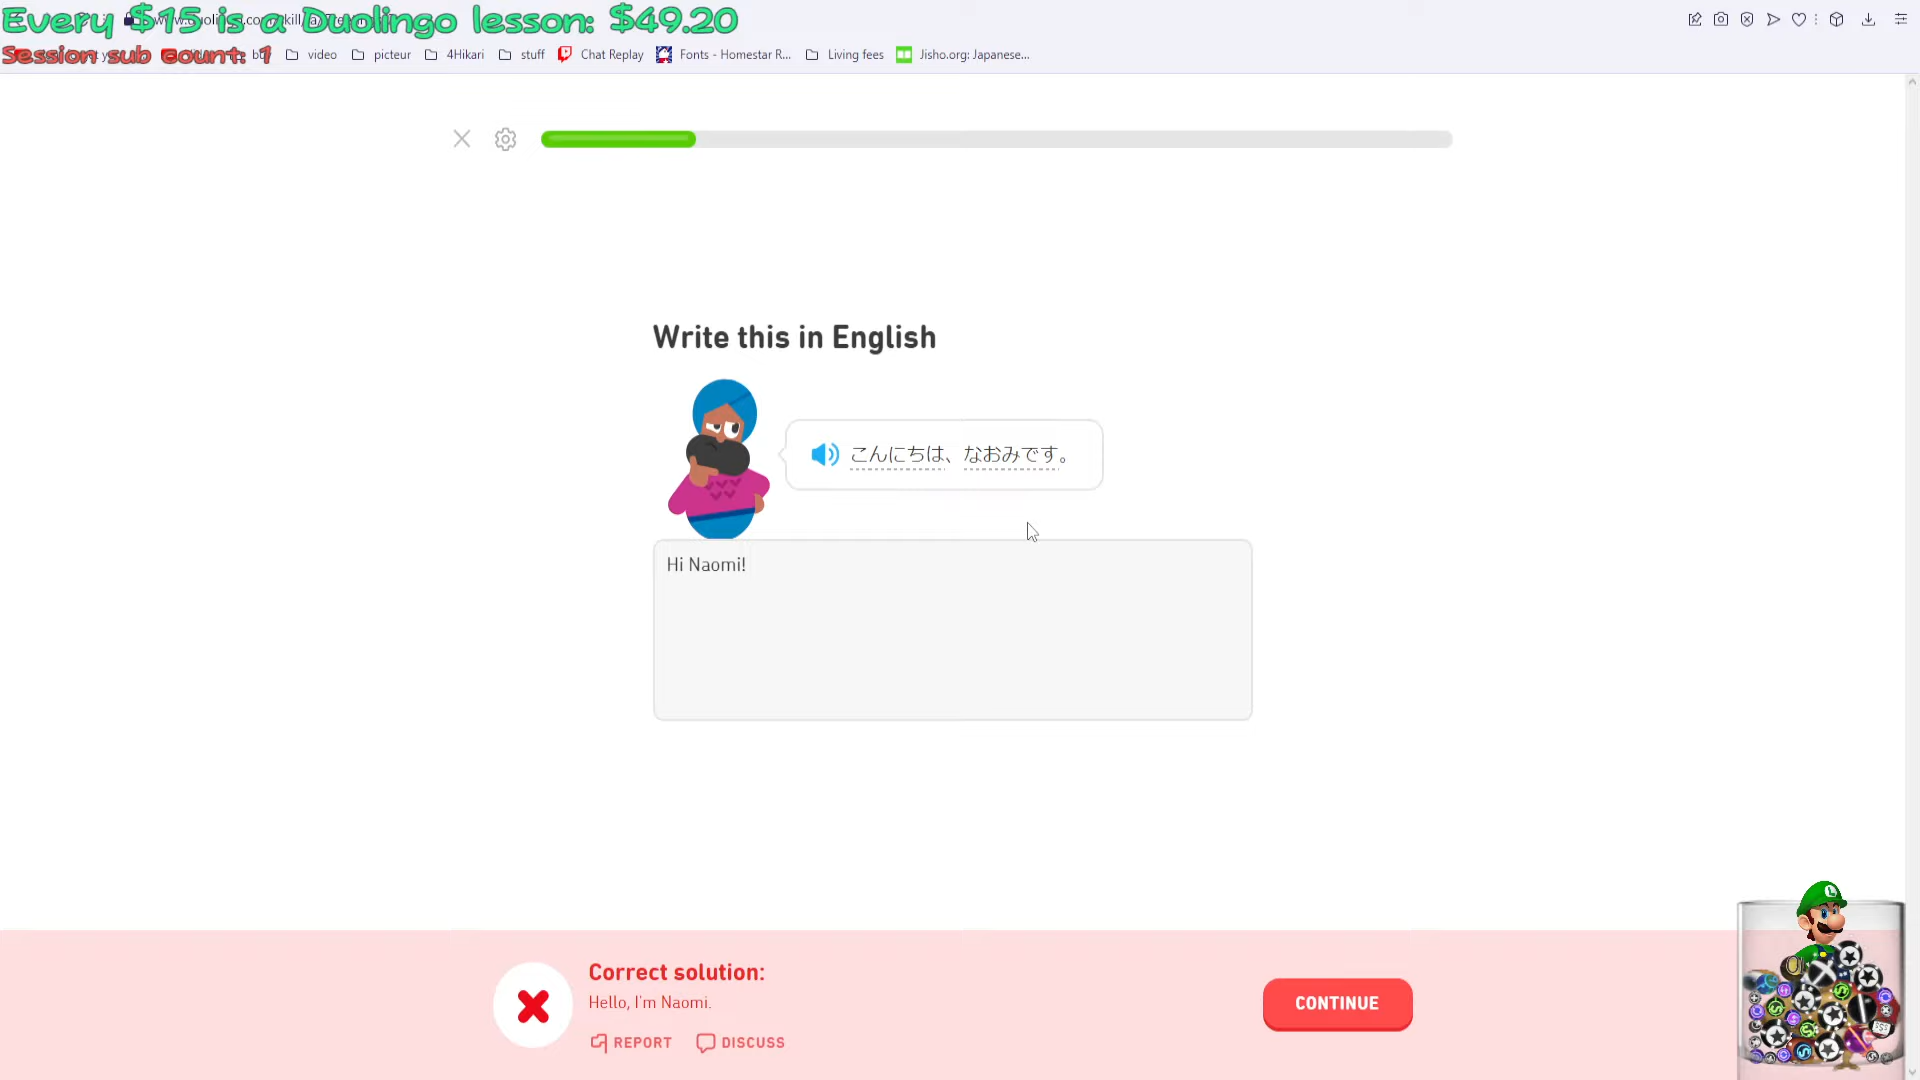 Every $15 is a Duolingo lesson: $49.20
Session sub count: 1
video
picteur
4Hikari
stuff
Chat Replay
Fonts - Homestar R...
Living fees
Jisho.org: Japanese...
Write this in English
こんにちは、なおみです。
Hi Naomi!
Correct solution:
Hello, I'm Naomi.
REPORT
DISCUSS
CONTINUE